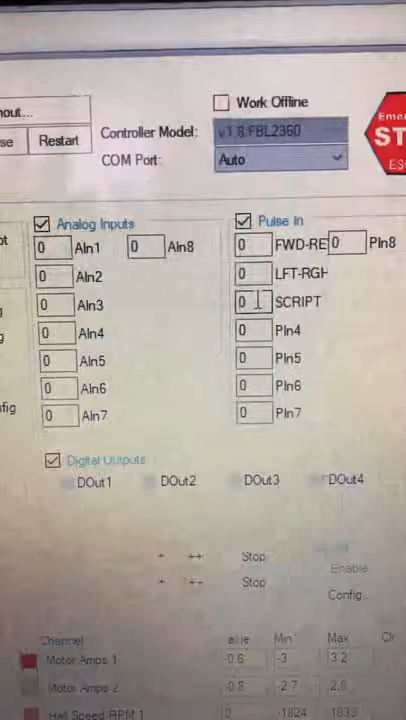 Work Offline
Restart
Controller Model:
v1.8 FBL2360
COM Port:
Auto
Analog Inputs
0 AIn1
0 AIn8
0 AIn2
0 AIn3
0 AIn4
0 AIn5
0 AIn6
0 AIn7
Pulse In
0 FWD-RE
0 PIn8
0 LFT-RGH
0 SCRIPT
0 PIn4
0 PIn5
0 PIn6
0 PIn7
Digital Outputs
DOut1 DOut2 DOut3 DOut4
+ ++ Stop
Enable
+ ++ Stop
Config..
Channel Min Max
Motor Amps 1 -0.6 -3 3.2
Motor Amps 2 -0.8 -2.7 2.8
Hall Speed RPM 1 0 -1824 1833